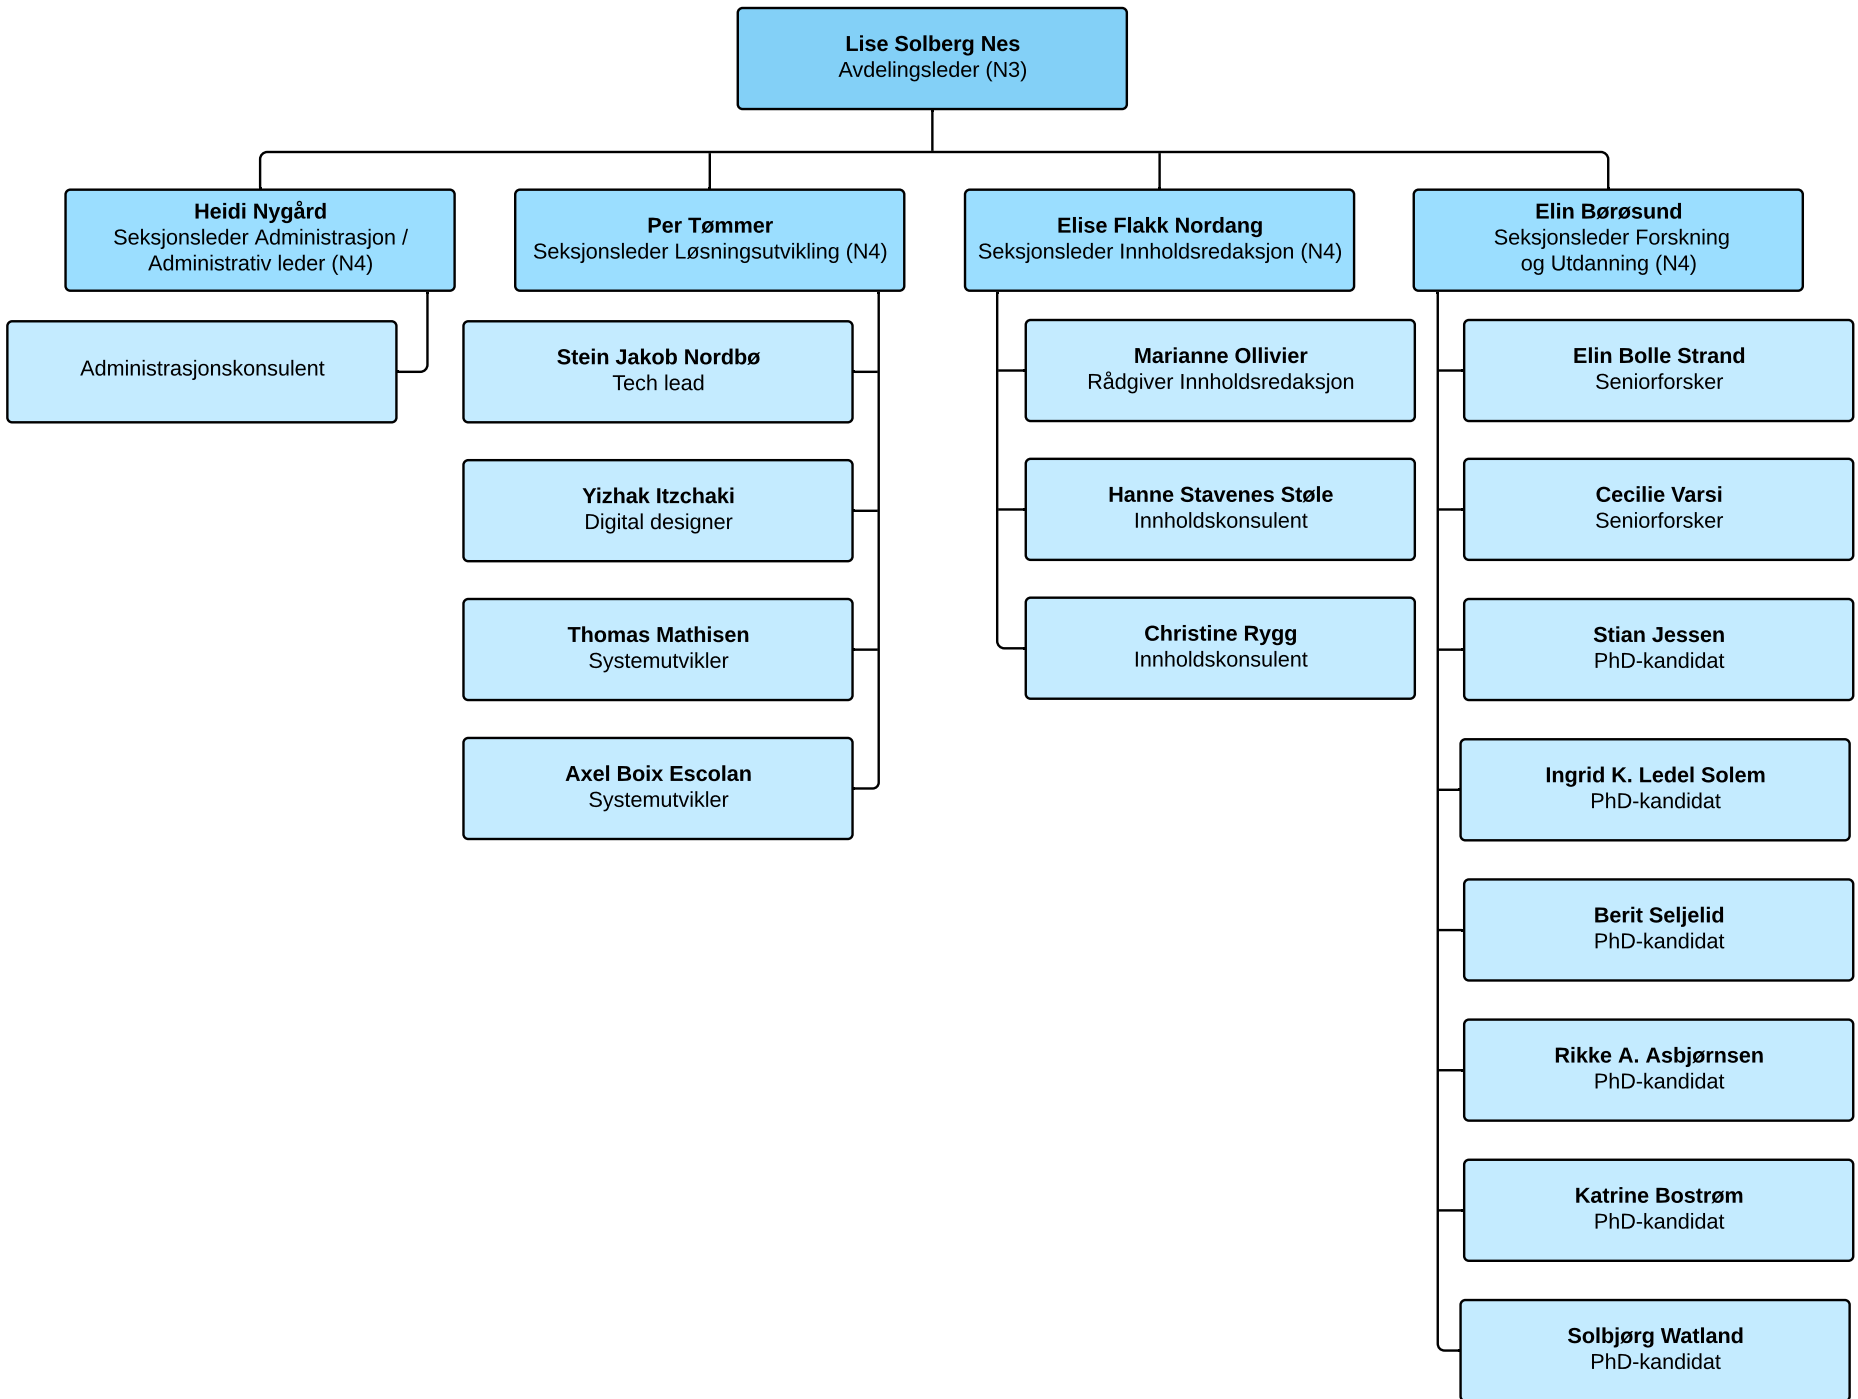 Lise Solberg Nes
Avdelingsleder (N3)
Heidi Nygård
Seksjonsleder Administrasjon /
Administrativ leder (N4)
Administrasjonskonsulent
Per Tømmer
Seksjonsleder Løsningsutvikling (N4)
Stein Jakob Nordbø
Tech lead
Yizhak Itzchaki
Digital designer
Thomas Mathisen
Systemutvikler
Axel Boix Escolan
Systemutvikler
Elise Flakk Nordang
Seksjonsleder Innholdsredaksjon (N4)
Marianne Ollivier
Rådgiver Innholdsredaksjon
Hanne Stavenes Støle
Innholdskonsulent
Christine Rygg
Innholdskonsulent
Elin Børøsund
Seksjonsleder Forskning
og Utdanning (N4)
Elin Bolle Strand
Seniorforsker
Cecilie Varsi
Seniorforsker
Stian Jessen
PhD-kandidat
Ingrid K. Ledel Solem
PhD-kandidat
Berit Seljelid
PhD-kandidat
Rikke A. Asbjørnsen
PhD-kandidat
Katrine Bostrøm
PhD-kandidat
Solbjørg Watland
PhD-kandidat